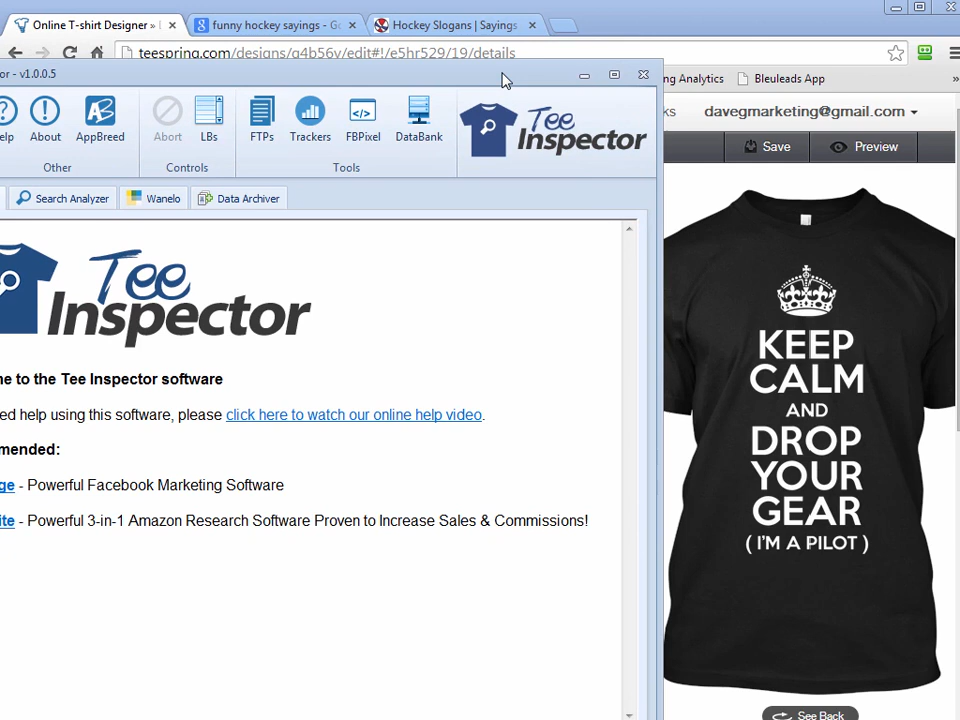 Online T-shirt Designer »
funny hockey sayings - Go
Hockey Slogans | Sayings
teespring.com/designs/g4b56v/edit#!/e5hr529/19/details
or - v1.0.0.5
ng Analytics
Bleuleads App
»
ks
davegmarketing@gmail.com
elp
About
AppBreed
Abort
LBs
FTPs
Trackers
FBPixel
DataBank
Tee
Inspector
Other
Controls
Tools
Save
Preview
Search Analyzer
Wanelo
Data Archiver
Tee
Inspector
me to the Tee Inspector software
ed help using this software, please click here to watch our online help video.
mended:
ge - Powerful Facebook Marketing Software
ite - Powerful 3-in-1 Amazon Research Software Proven to Increase Sales & Commissions!
KEEP
CALM
AND
DROP
YOUR
GEAR
( I'M A PILOT )
See Back